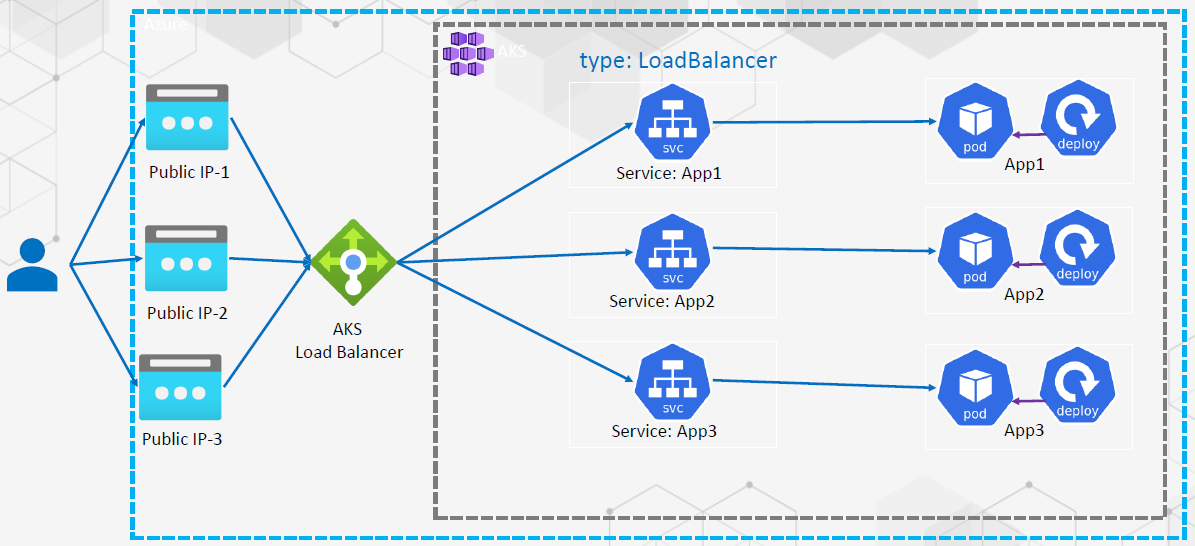 Azure
AKS
type: LoadBalancer
svc
Service: App1
pod
deploy
App1
Public IP-1
svc
Service: App2
pod
deploy
App2
Public IP-2
AKS
Load Balancer
svc
Service: App3
pod
deploy
App3
Public IP-3